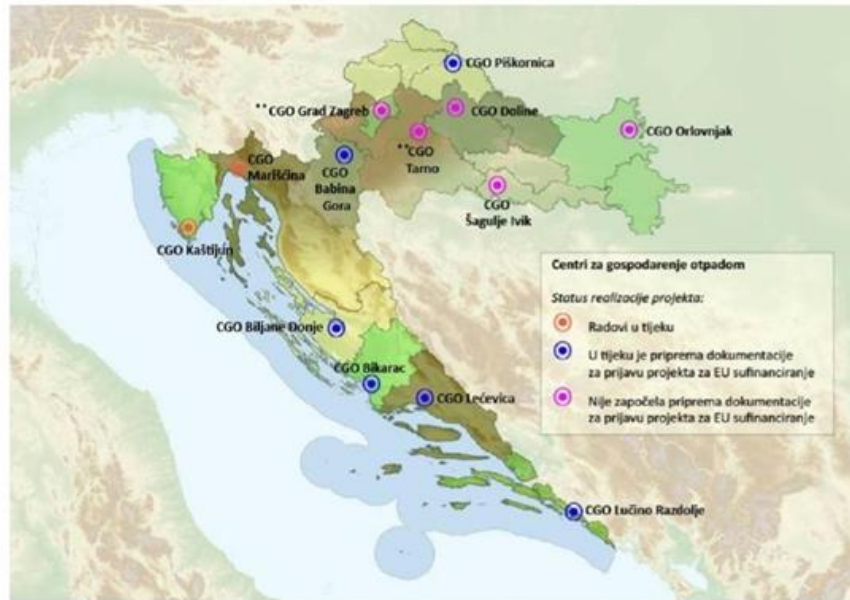 CGO Piškornica
**CGO Grad Zagreb
CGO Doline
CGO Orlovnjak
**CGO
Tarno
CGO
Marišćina
CGO
Babina
Gora
CGO
Šagulje Ivik
CGO Kaštijun
Centri za gospodarenje otpadom
Status realizacije projekta:
Radovi u tijeku
U tijeku je priprema dokumentacije
za prijavu projekta za EU sufinanciranje
Nije započela priprema dokumentacije
za prijavu projekta za EU sufinanciranje
CGO Biljane Donje
CGO Bikarac
CGO Lećevica
CGO Lučino Razdolje